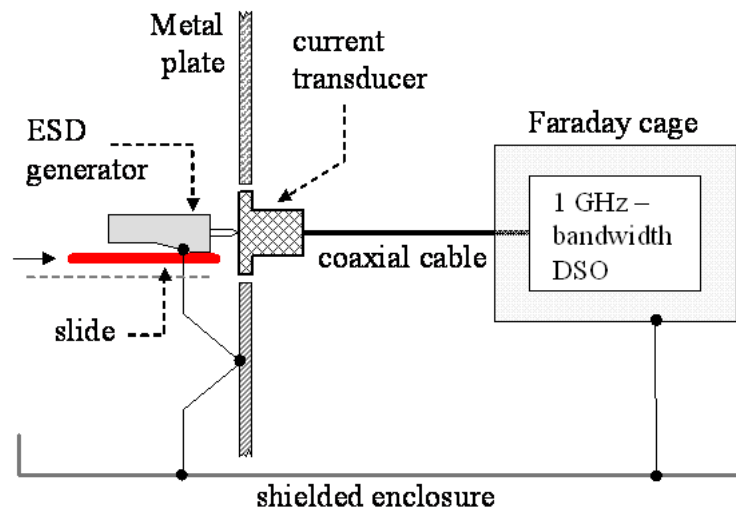 Metal
plate
current
transducer
ESD
generator
Faraday cage
1 GHz –
bandwidth
DSO
coaxial cable
slide
shielded enclosure